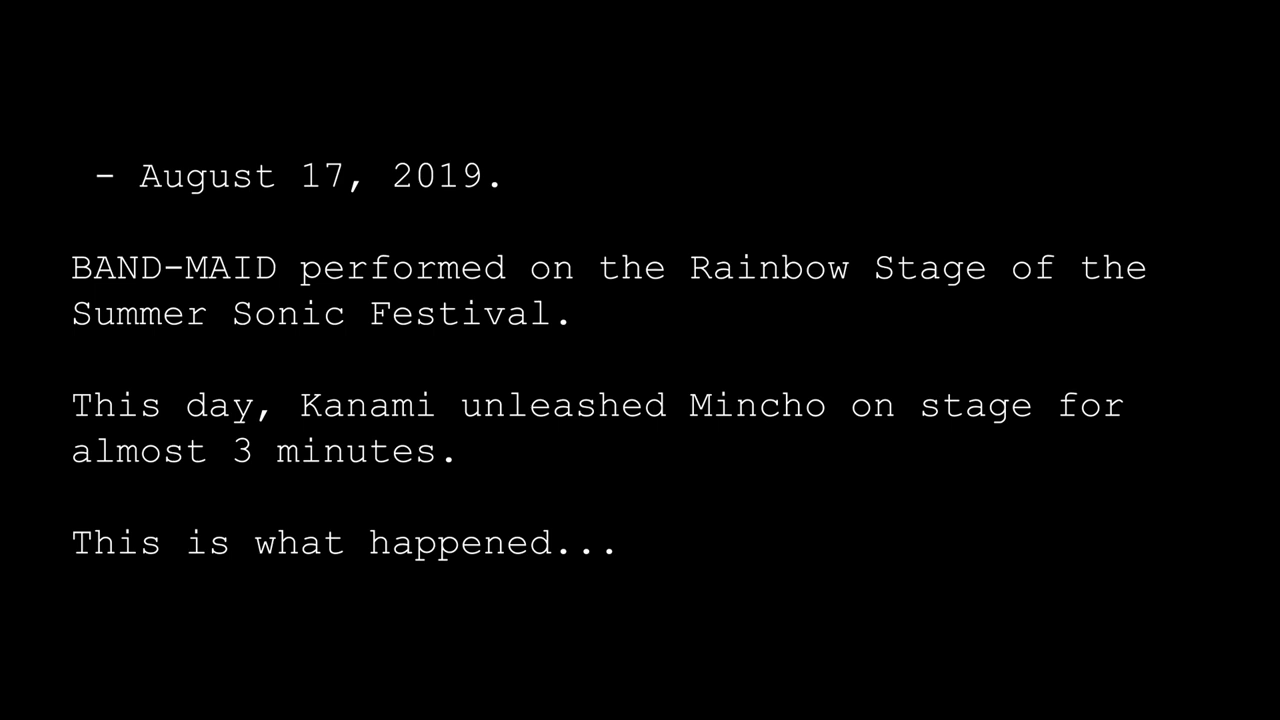 - August 17, 2019.
BAND-MAID performed on the Rainbow Stage of the
Summer Sonic Festival.
This day, Kanami unleashed Mincho on stage for
almost 3 minutes.
This is what happened...